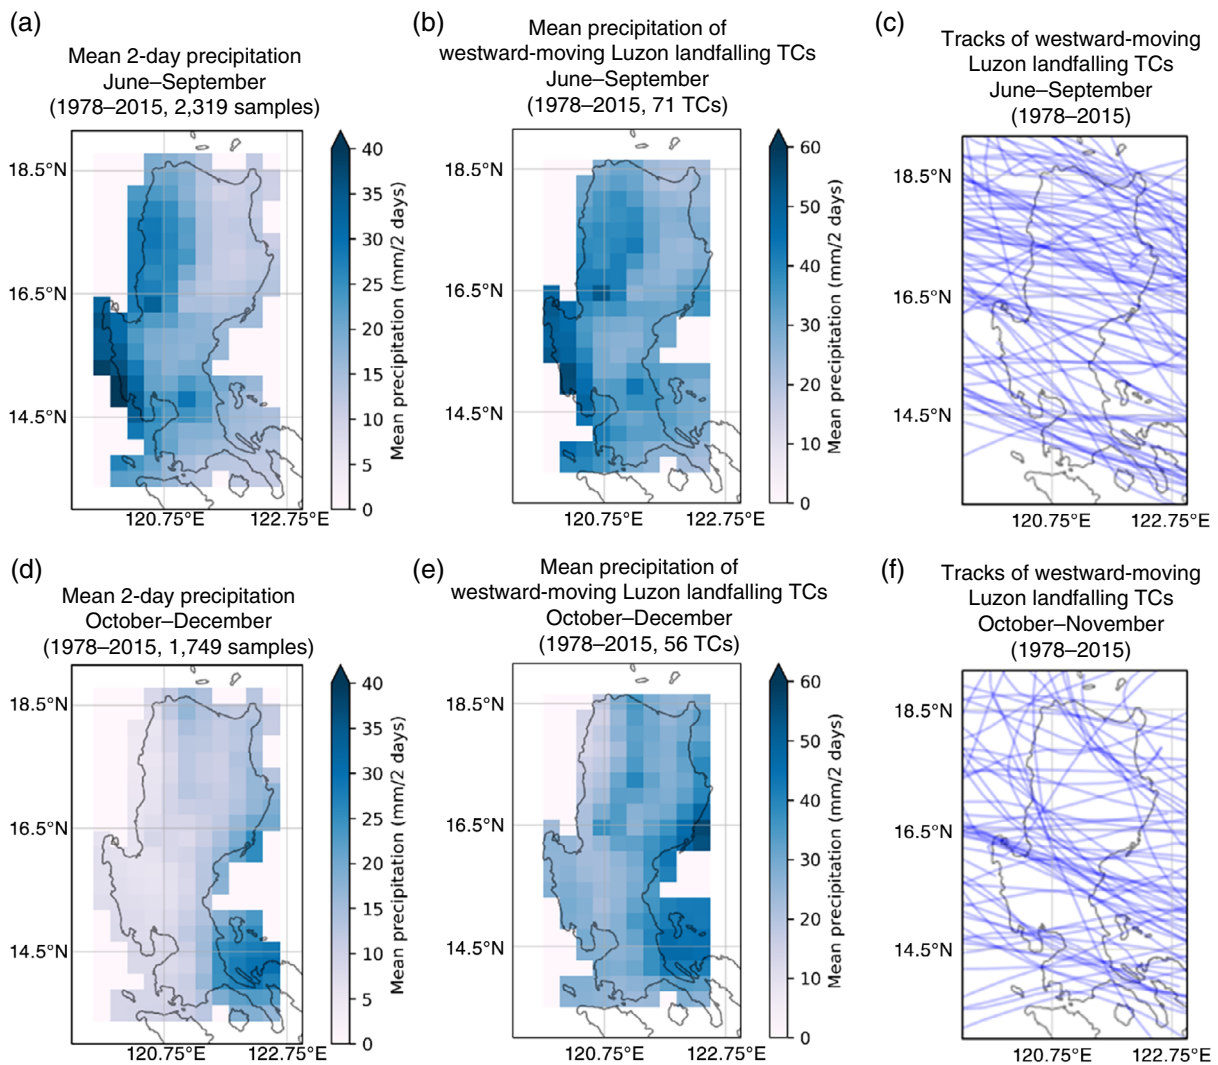 (a)
Mean 2-day precipitation
June–September
(1978–2015, 2,319 samples)
18.5°N
16.5°N
14.5°N
120.75°E
122.75°E
40
35
30
25
20
15
10
5
0
Mean precipitation (mm/2 days)
(b)
Mean precipitation of
westward-moving Luzon landfalling TCs
June–September
(1978–2015, 71 TCs)
18.5°N
16.5°N
14.5°N
120.75°E
122.75°E
60
50
40
30
20
10
0
Mean precipitation (mm/2 days)
(c)
Tracks of westward-moving
Luzon landfalling TCs
June–September
(1978–2015)
18.5°N
16.5°N
14.5°N
120.75°E
122.75°E
(d)
Mean 2-day precipitation
October–December
(1978–2015, 1,749 samples)
18.5°N
16.5°N
14.5°N
120.75°E
122.75°E
40
35
30
25
20
15
10
5
0
Mean precipitation (mm/2 days)
(e)
Mean precipitation of
westward-moving Luzon landfalling TCs
October–December
(1978–2015, 56 TCs)
18.5°N
16.5°N
14.5°N
120.75°E
122.75°E
60
50
40
30
20
10
0
Mean precipitation (mm/2 days)
(f)
Tracks of westward-moving
Luzon landfalling TCs
October–November
(1978–2015)
18.5°N
16.5°N
14.5°N
120.75°E
122.75°E